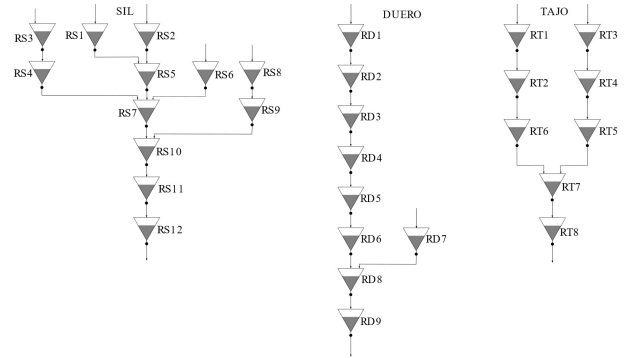 SIL
DUERO
TAJO
RS3
RS1
RS2
RD1
RT1
RT3
RS4
RS5
RS6
RS8
RD2
RT2
RT4
RS7
RS9
RD3
RT6
RT5
RS10
RD4
RS11
RD5
RT7
RS12
RD6
RD7
RT8
RD8
RD9